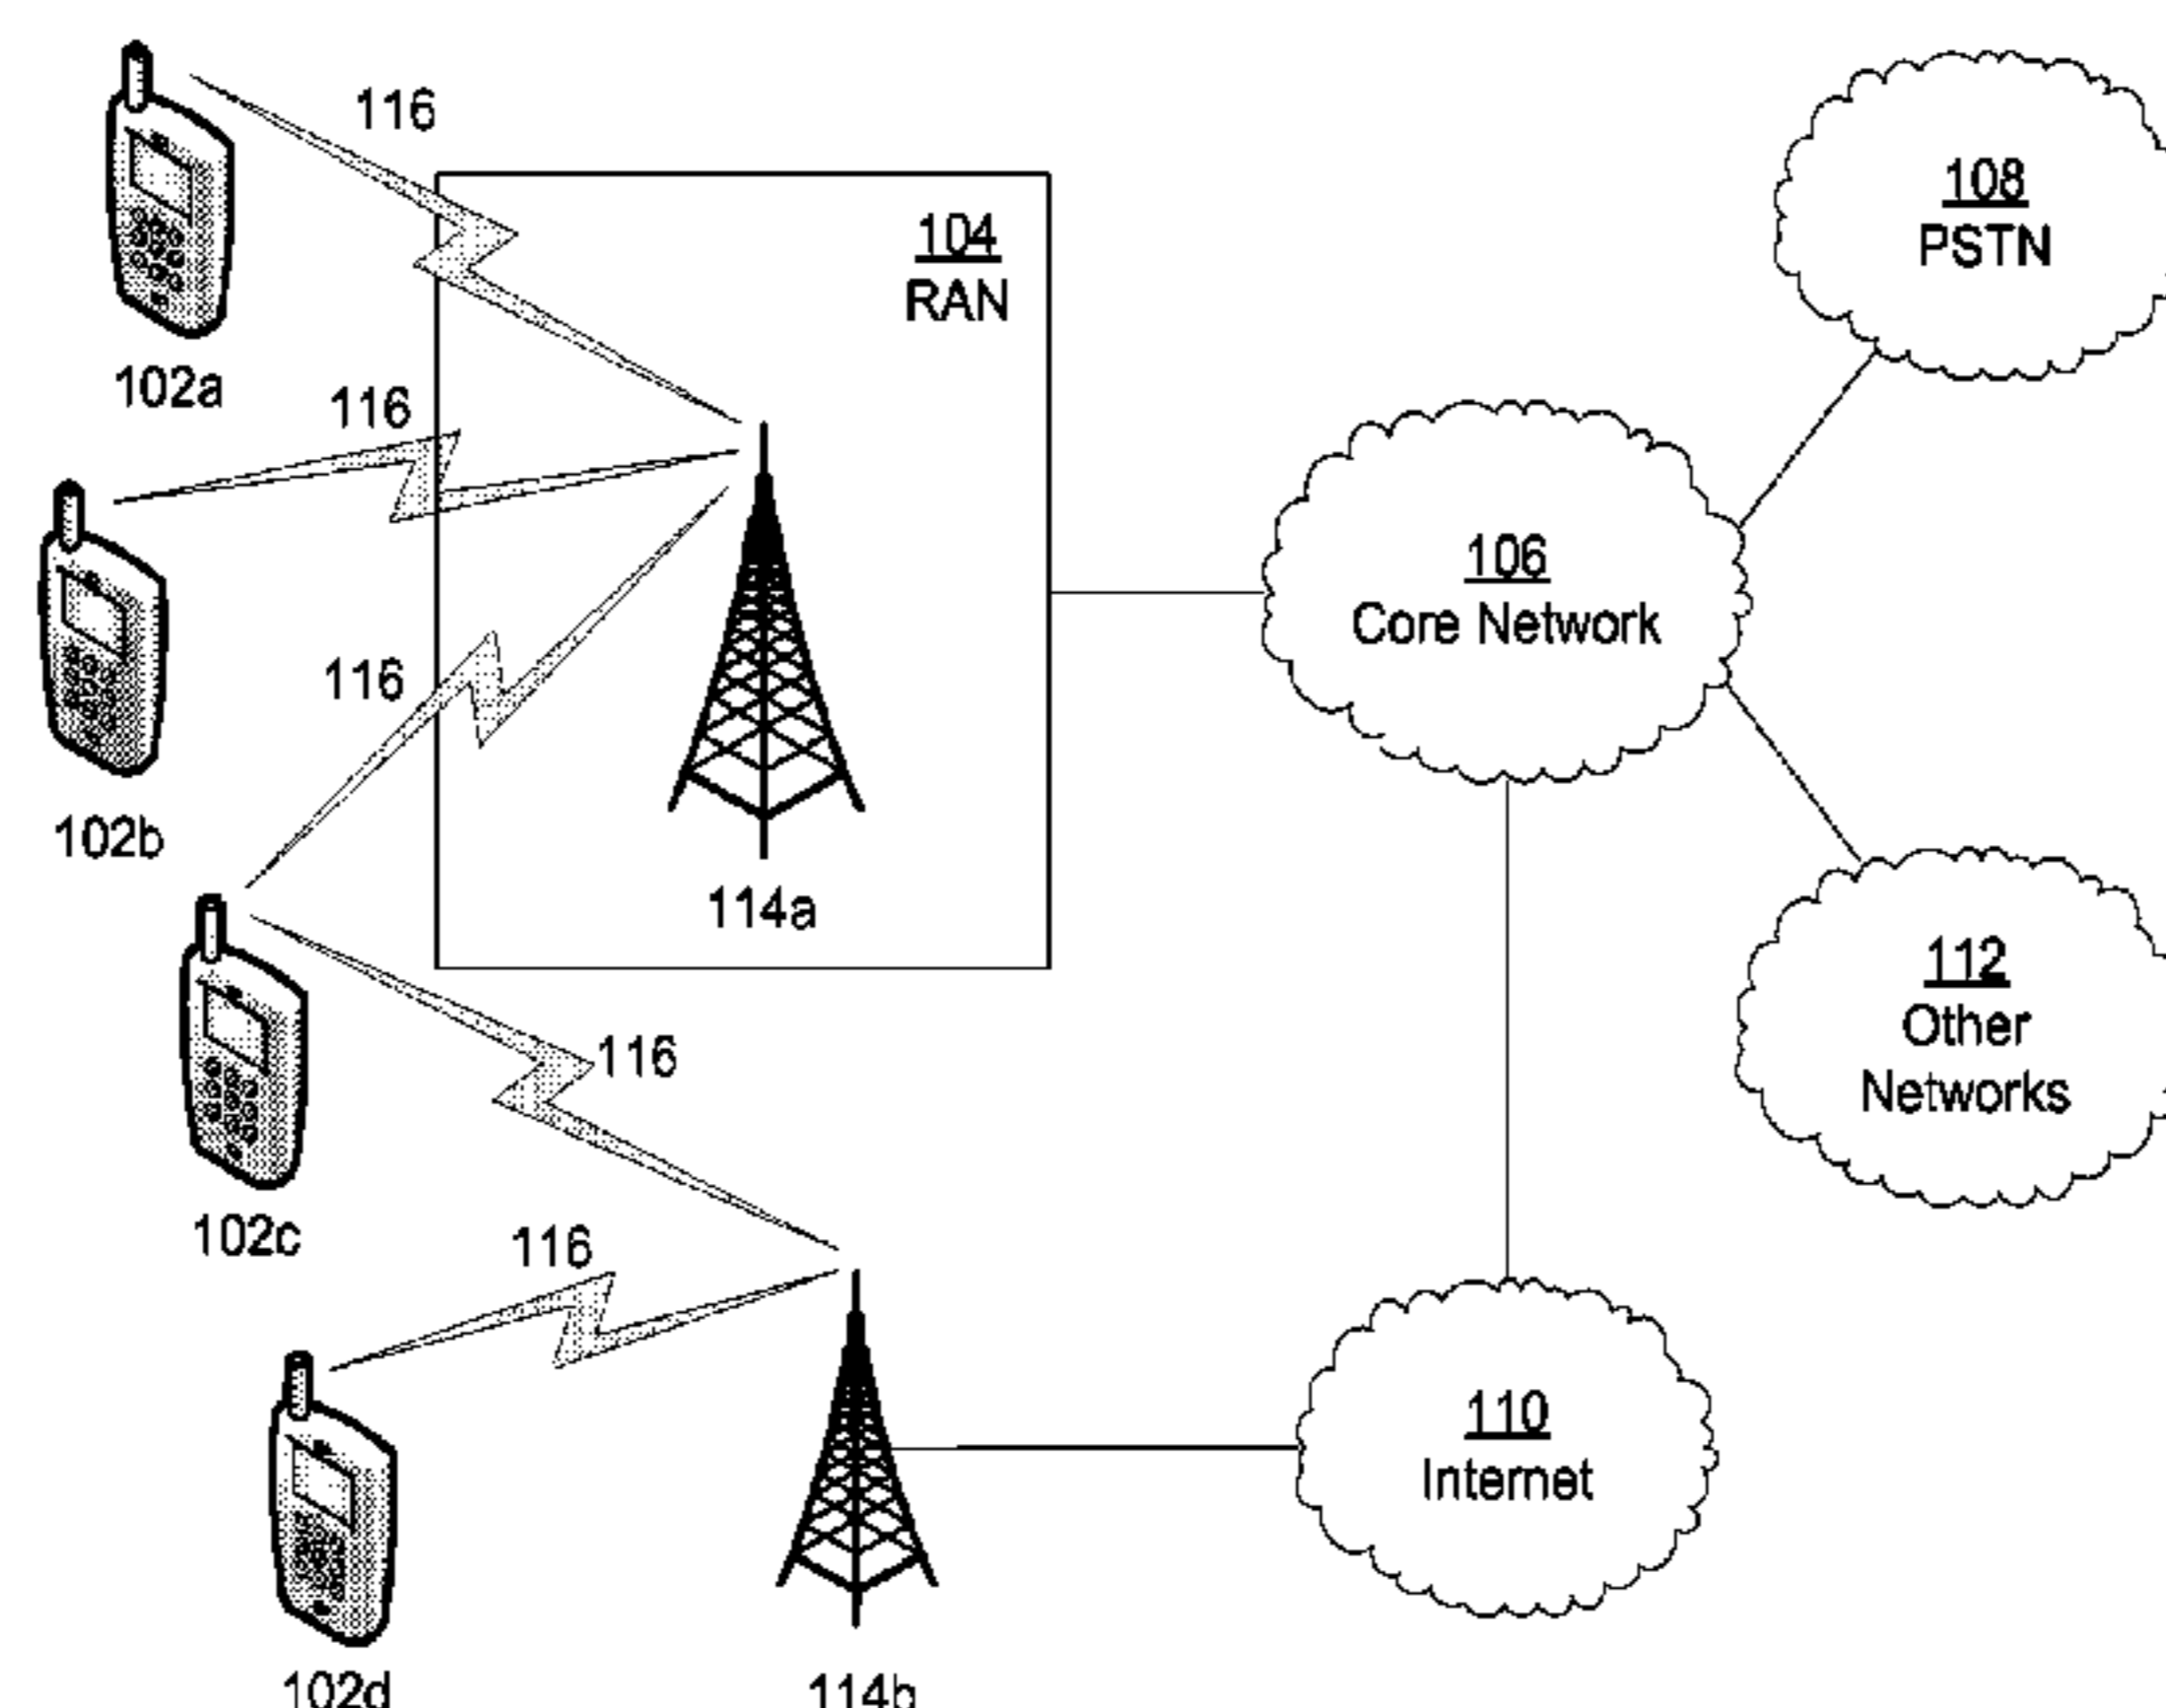 116
108
PSTN
104
RAN
102a
116
106
Core Network
116
102b
114a
112
Other
Networks
116
102c
116
110
Internet
102d
114b